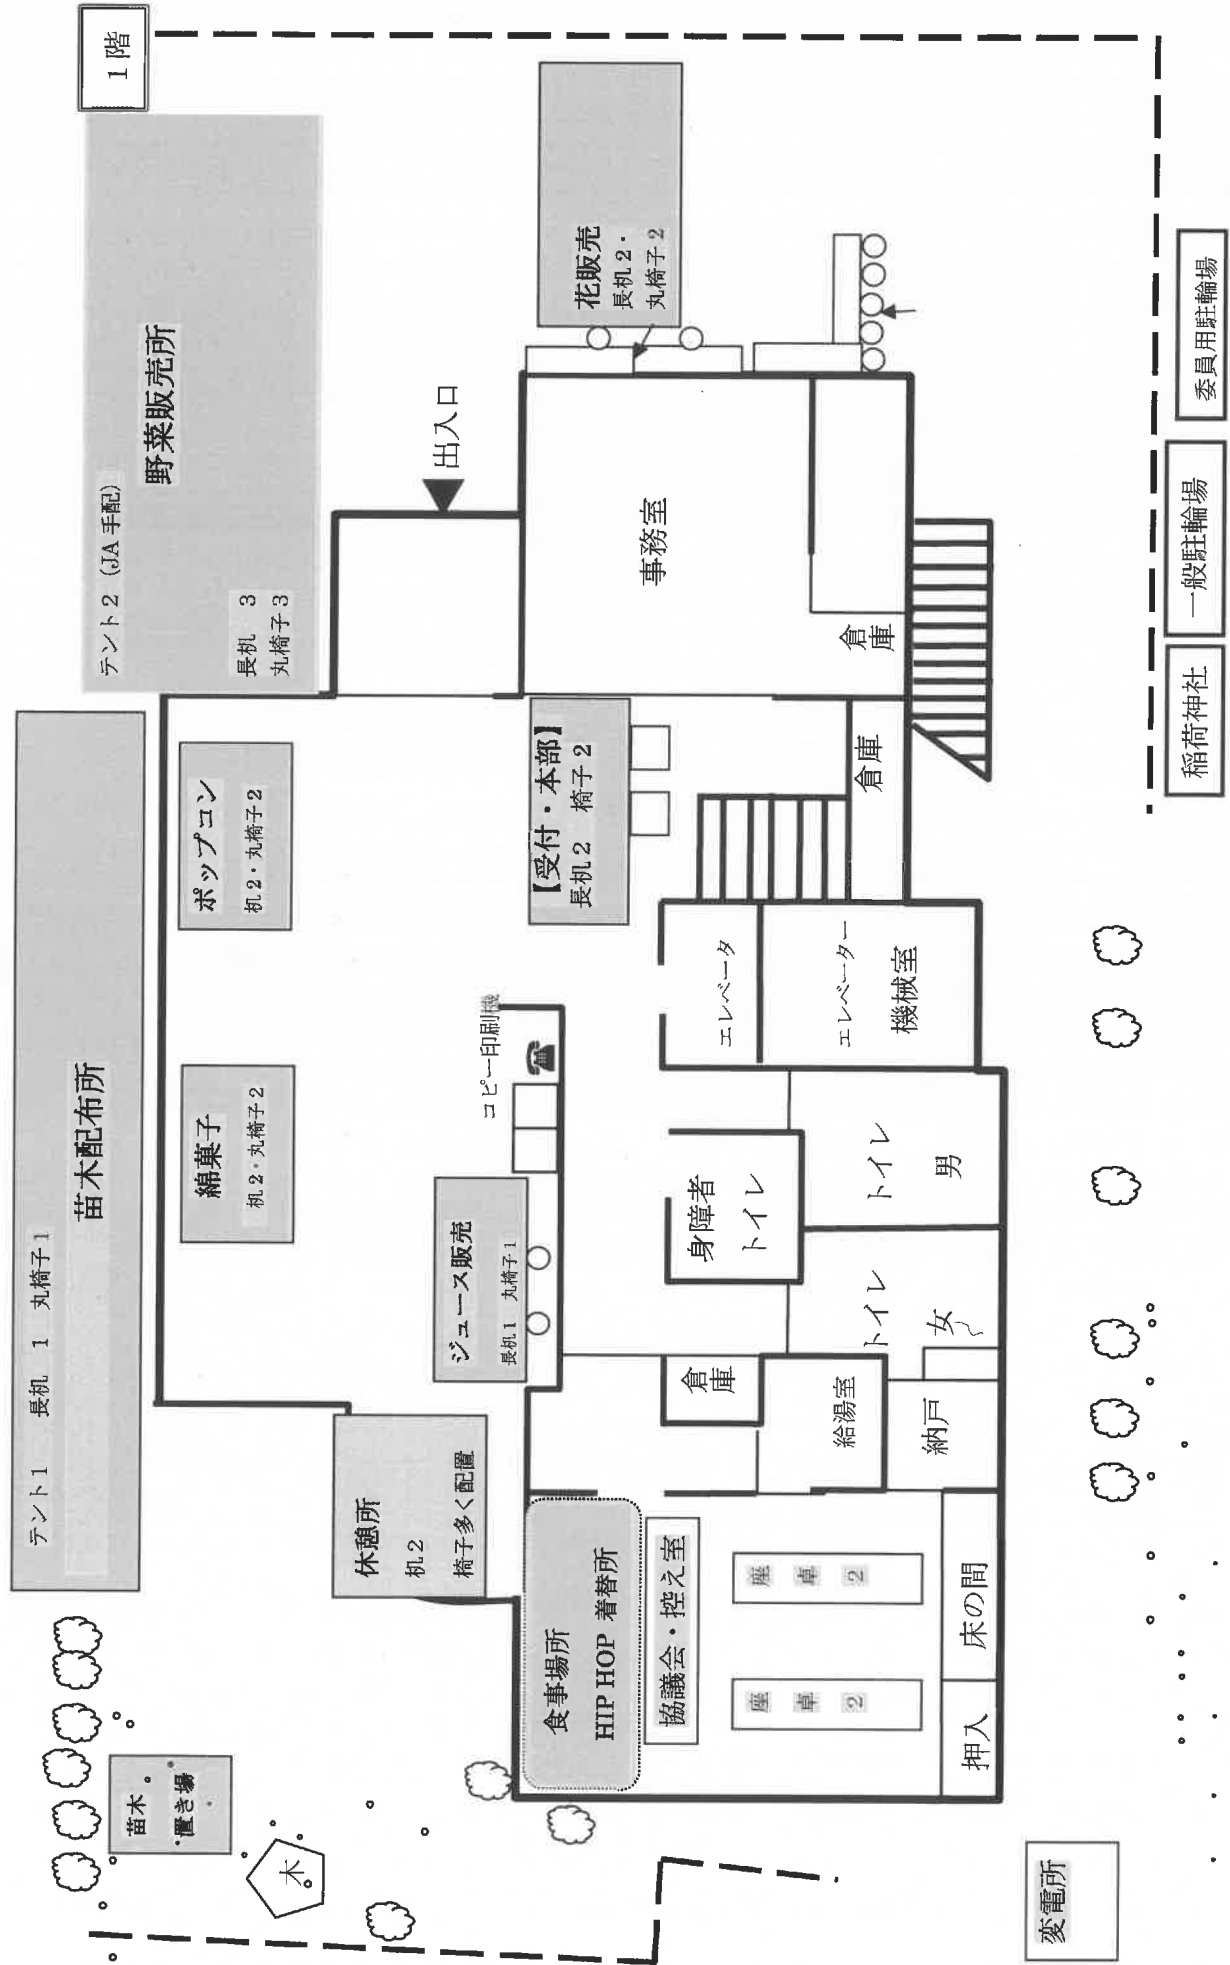 1階
テント1　長机　1　丸椅子1
苗木配布所
テント2（JA手配）
野菜販売所
長机　3
丸椅子3
苗木
置き場
木
綿菓子
机2・丸椅子2
ポップコン
机2・丸椅子2
出入口
休憩所
机2
椅子多く配置
ジュース販売
長机1　丸椅子1
コピー印刷機
【受付・本部】
長机2　椅子2
花販売
長机2・
丸椅子2
事務室
倉庫
倉庫
食事場所
HIP HOP 着替所
協議会・控え室
座卓2
座卓2
押入
床の間
倉庫
給湯室
納戸
身障者
トイレ
トイレ
女
トイレ
男
エレベータ
エレベーター
機械室
変電所
稲荷神社
一般駐輪場
委員用駐輪場